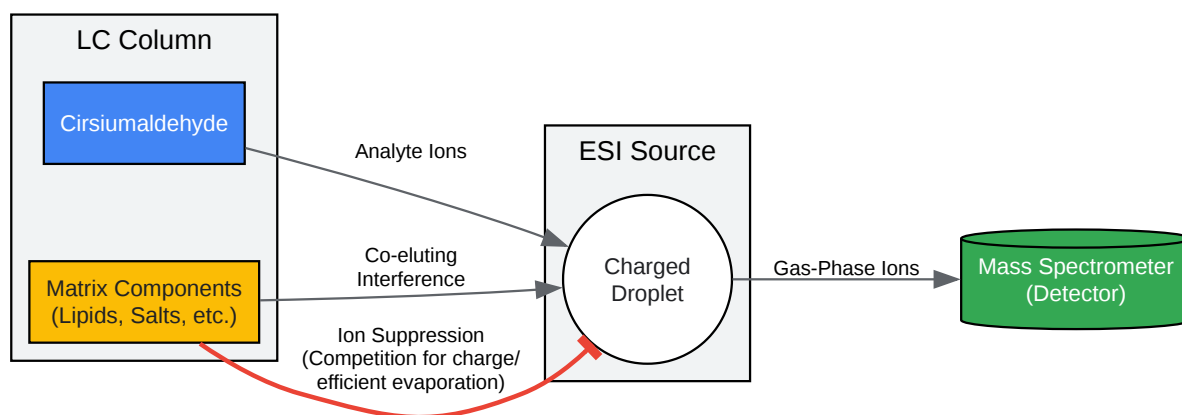 LC Column
Cirsiumaldehyde
Matrix Components
(Lipids, Salts, etc.)
Analyte Ions
Co-eluting
Interference
Ion Suppression
(Competition for charge/
efficient evaporation)
ESI Source
Charged
Droplet
Gas-Phase Ions
Mass Spectrometer
(Detector)